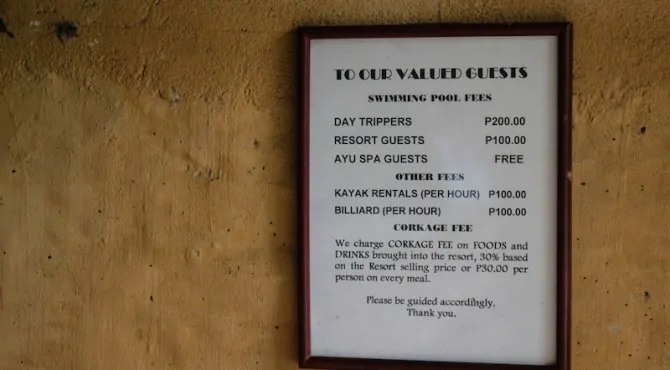 TO OUR VALUED GUESTS
SWIMMING POOL FEES
DAY TRIPPERS P200.00
RESORT GUESTS P100.00
AYU SPA GUESTS FREE
OTHER FEES
KAYAK RENTALS (PER HOUR) P100.00
BILLIARD (PER HOUR) P100.00
CORKAGE FEE
We charge CORKAGE FEE on FOODS and
DRINKS brought into the resort, 30% based
on the Resort selling price or P30.00 per
person on every meal.
Please be guided accordingly.
Thank you.